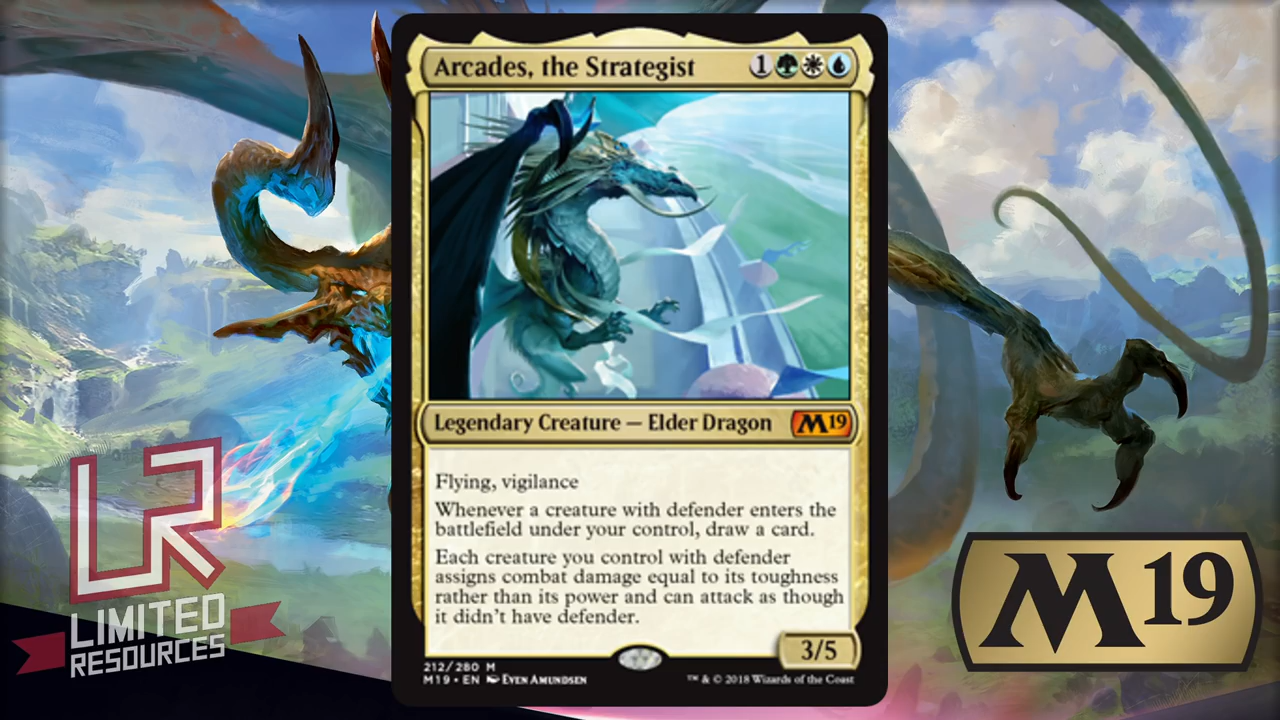 Arcades, the Strategist 1
Legendary Creature — Elder Dragon M19
Flying, vigilance
Whenever a creature with defender enters the
battlefield under your control, draw a card.
Each creature you control with defender
assigns combat damage equal to its toughness
rather than its power and can attack as though
it didn't have defender.
3/5
212/280 M
M19 • EN EVEN AMUNDSEN
™ & © 2018 Wizards of the Coast
LR
LIMITED
RESOURCES
M19